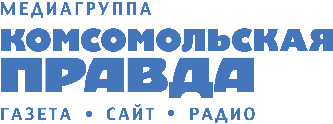 МЕДИАГРУППА
КОМСОМОЛЬСКАЯ
ПРАВДА
ГАЗЕТА • САЙТ • РАДИО